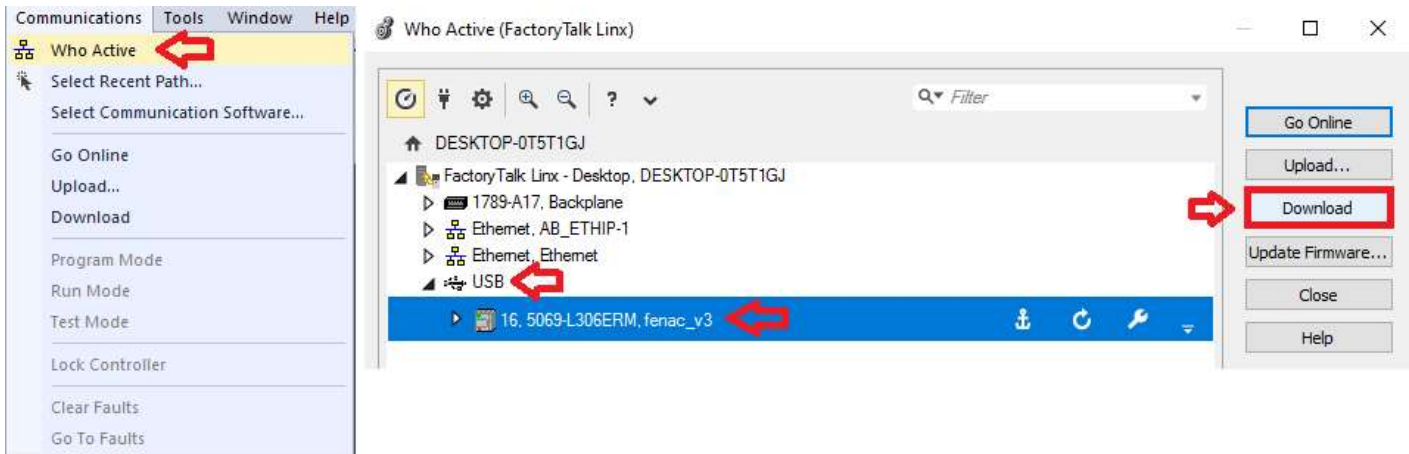 Communications Tools Window Help
Who Active
Select Recent Path...
Select Communication Software...
Go Online
Upload...
Download
Program Mode
Run Mode
Test Mode
Lock Controller
Clear Faults
Go To Faults
Who Active (FactoryTalk Linx)
? Filter
DESKTOP-0T5T1GJ
FactoryTalk Linx - Desktop, DESKTOP-0T5T1GJ
1789-A17, Backplane
Ethernet, AB_ETHIP-1
Ethernet, Ethernet
USB
16, 5069-L306ERM, fenac_v3
Go Online
Upload...
Download
Update Firmware...
Close
Help